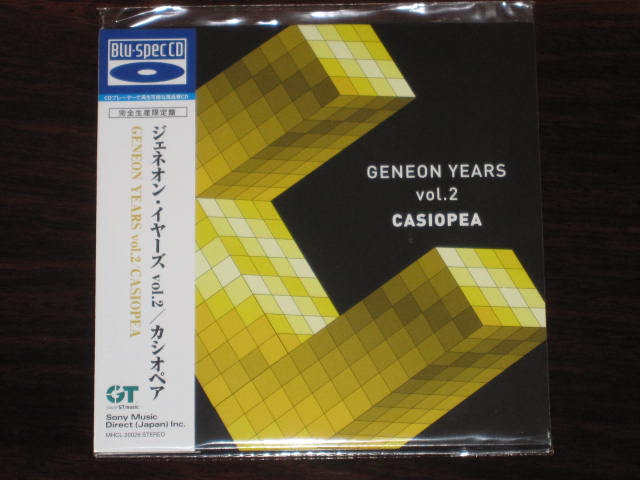 Blu-spec CD
CDプレーヤーで再生可能な高品質CD
完全生産限定盤
ジェネオン・イヤーズ vol.2/カシオペア
GENEON YEARS vol.2/CASIOPEA
GT
GT music
Sony Music
Direct (Japan) Inc.
MHCL 20026 STEREO
GENEON YEARS
vol.2
CASIOPEA